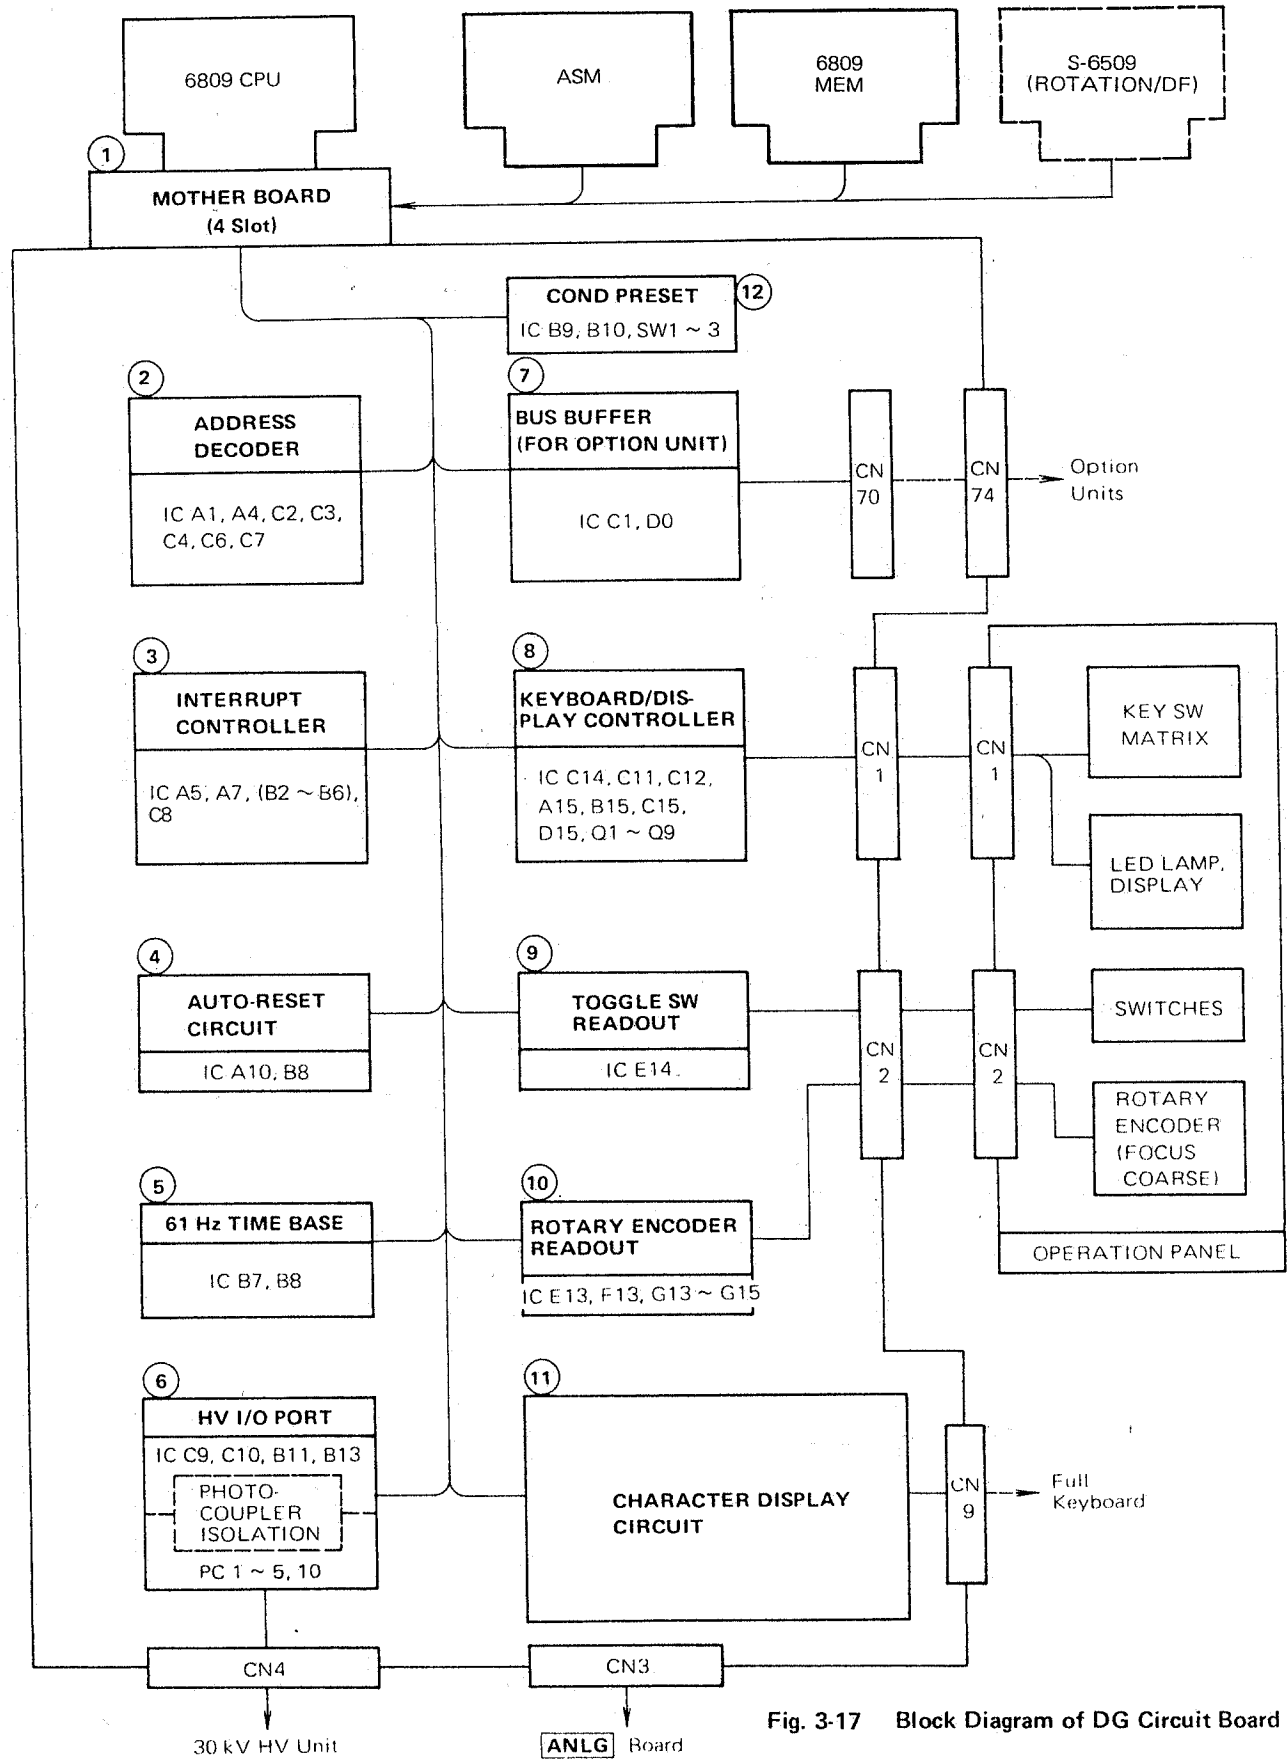 6809 CPU
ASM
6809
MEM
S-6509
(ROTATION/DF)
1
MOTHER BOARD
(4 Slot)
COND PRESET
12
IC B9, B10, SW1 ~ 3
2
ADDRESS
DECODER
IC A1, A4, C2, C3,
C4, C6, C7
7
BUS BUFFER
(FOR OPTION UNIT)
IC C1, D0
CN
70
CN
74
Option
Units
3
INTERRUPT
CONTROLLER
IC A5, A7, (B2 ~ B6),
C8
8
KEYBOARD/DIS-
PLAY CONTROLLER
IC C14, C11, C12,
A15, B15, C15,
D15, Q1 ~ Q9
CN
1
CN
1
KEY SW
MATRIX
LED LAMP,
DISPLAY
4
AUTO-RESET
CIRCUIT
IC A10, B8
9
TOGGLE SW
READOUT
IC E14
CN
2
CN
2
SWITCHES
ROTARY
ENCODER
(FOCUS
COARSE)
5
61 Hz TIME BASE
IC B7, B8
10
ROTARY ENCODER
READOUT
IC E13, F13, G13 ~ G15
OPERATION PANEL
6
HV I/O PORT
IC C9, C10, B11, B13
PHOTO-
COUPLER
ISOLATION
PC 1 ~ 5, 10
11
CHARACTER DISPLAY
CIRCUIT
CN
9
Full
Keyboard
CN4
CN3
30 kV HV Unit
ANLG Board
Fig. 3-17 Block Diagram of DG Circuit Board